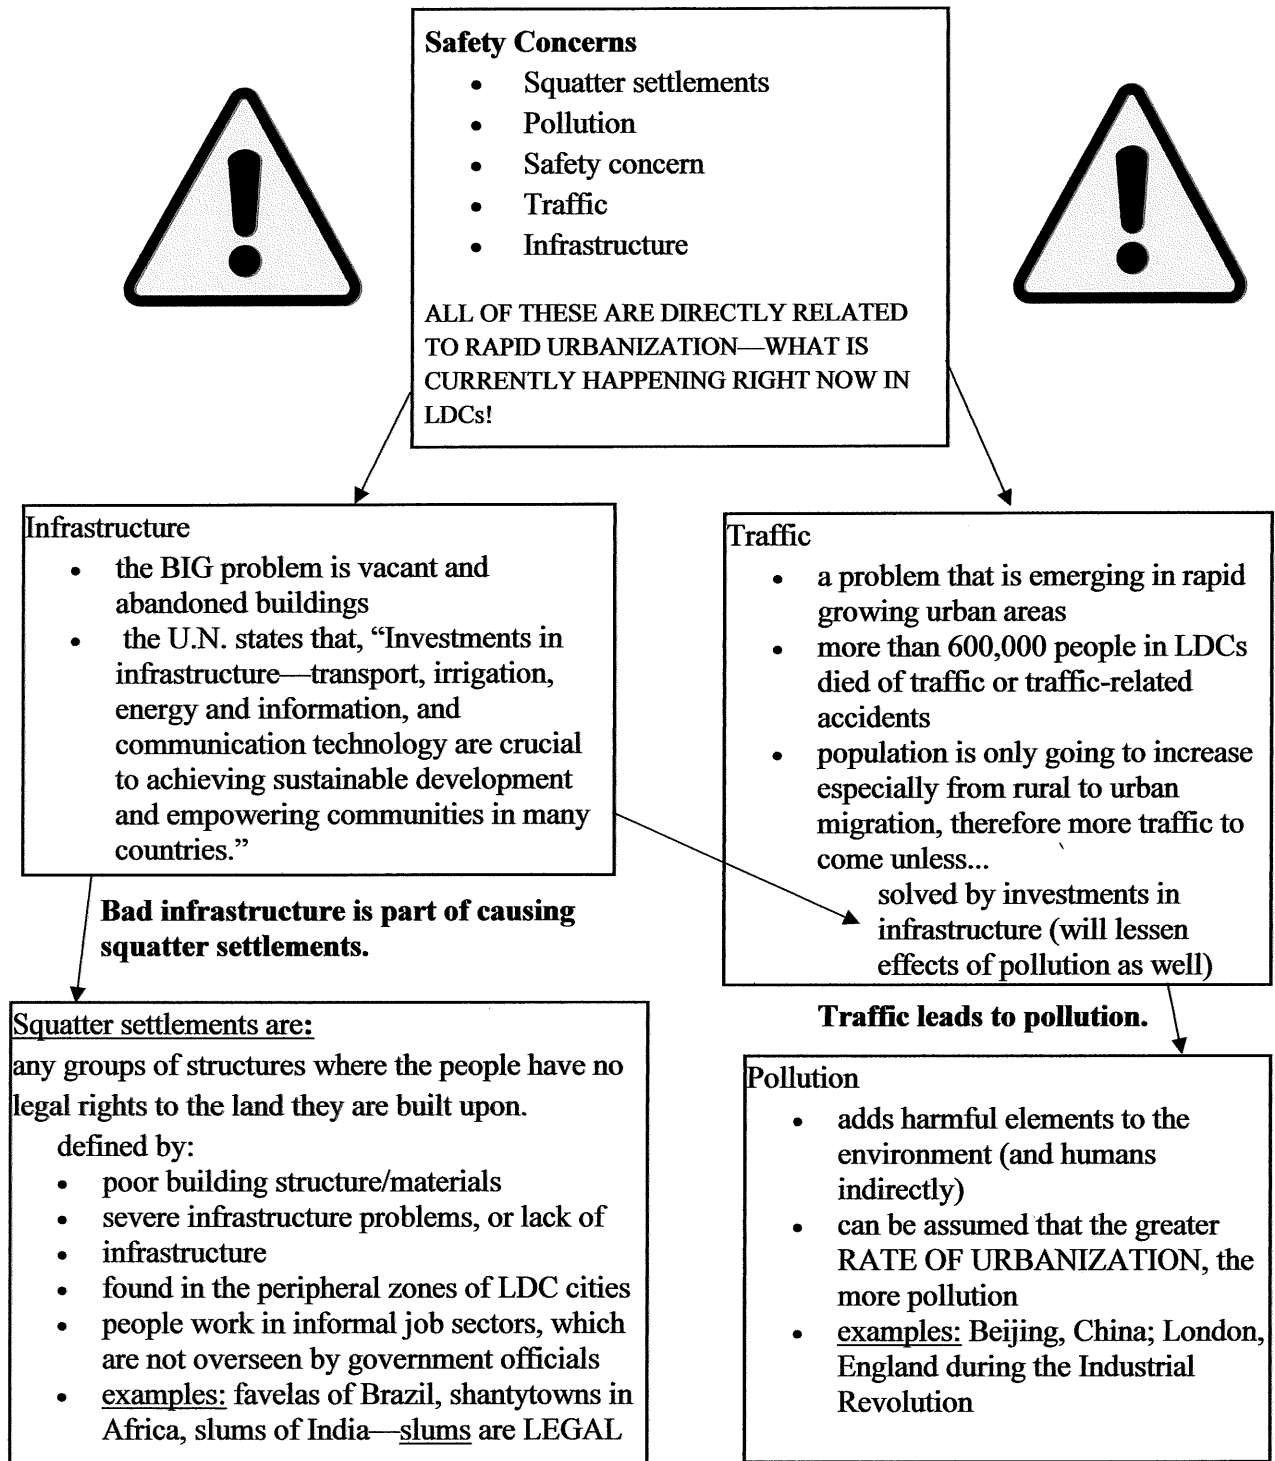 Safety Concerns
• Squatter settlements
• Pollution
• Safety concern
• Traffic
• Infrastructure
ALL OF THESE ARE DIRECTLY RELATED
TO RAPID URBANIZATION—WHAT IS
CURRENTLY HAPPENING RIGHT NOW IN
LDCs!
Infrastructure
• the BIG problem is vacant and
abandoned buildings
• the U.N. states that, “Investments in
infrastructure—transport, irrigation,
energy and information, and
communication technology are crucial
to achieving sustainable development
and empowering communities in many
countries.”
Traffic
• a problem that is emerging in rapid
growing urban areas
• more than 600,000 people in LDCs
died of traffic or traffic-related
accidents
• population is only going to increase
especially from rural to urban
migration, therefore more traffic to
come unless...
solved by investments in
infrastructure (will lessen
effects of pollution as well)
Bad infrastructure is part of causing
squatter settlements.
Traffic leads to pollution.
Squatter settlements are:
any groups of structures where the people have no
legal rights to the land they are built upon.
defined by:
• poor building structure/materials
• severe infrastructure problems, or lack of
• infrastructure
• found in the peripheral zones of LDC cities
• people work in informal job sectors, which
are not overseen by government officials
• examples: favelas of Brazil, shantytowns in
Africa, slums of India—slums are LEGAL
Pollution
• adds harmful elements to the
environment (and humans
indirectly)
• can be assumed that the greater
RATE OF URBANIZATION, the
more pollution
• examples: Beijing, China; London,
England during the Industrial
Revolution